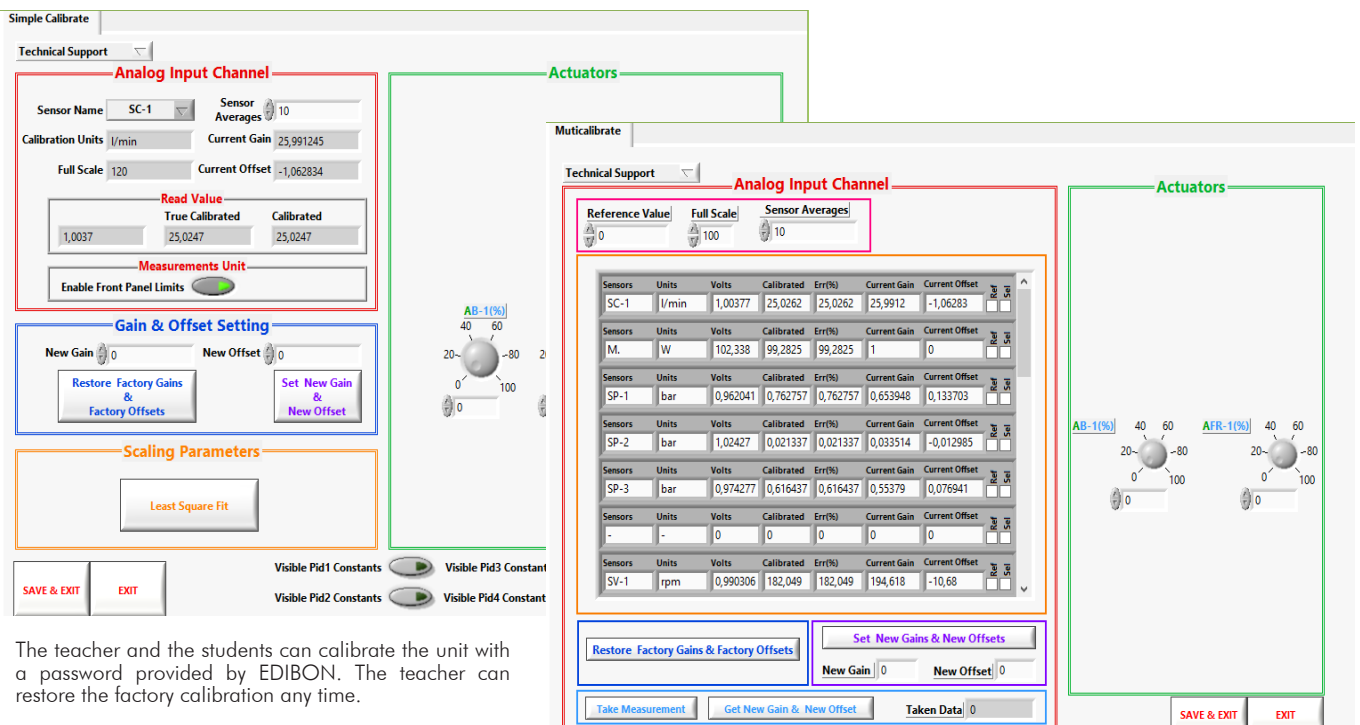 Simple Calibrate
Technical Support
Analog Input Channel
Sensor Name SC-1 Sensor Averages 10
Calibration Units l/min Current Gain 25,991245
Full Scale 120 Current Offset -1,062834
Read Value
True Calibrated Calibrated
1,0037 25,0247 25,0247
Measurements Unit
Enable Front Panel Limits
Gain & Offset Setting
New Gain 0 New Offset 0
Restore Factory Gains
&
Factory Offsets
Set New Gain
&
New Offset
Scaling Parameters
Least Square Fit
SAVE & EXIT EXIT
Actuators
AB-1(%)
40 60
20 80 2
0 100
0
Visible Pid1 Constants Visible Pid3 Constant
Visible Pid2 Constants Visible Pid4 Constant
The teacher and the students can calibrate the unit with
a password provided by EDIBON. The teacher can
restore the factory calibration any time.
Muticalibrate
Technical Support
Analog Input Channel
Reference Value Full Scale Sensor Averages
0 100 10
Sensors Units Volts Calibrated Err(%) Current Gain Current Offset Ref Sel
SC-1 l/min 1,00377 25,0262 25,0262 25,9912 -1,06283
Sensors Units Volts Calibrated Err(%) Current Gain Current Offset Ref Sel
M. W 102,338 99,2825 99,2825 1 0
Sensors Units Volts Calibrated Err(%) Current Gain Current Offset Ref Sel
SP-1 bar 0,962041 0,762757 0,762757 0,653948 0,133703
Sensors Units Volts Calibrated Err(%) Current Gain Current Offset Ref Sel
SP-2 bar 1,02427 0,021337 0,021337 0,033514 -0,012985
Sensors Units Volts Calibrated Err(%) Current Gain Current Offset Ref Sel
SP-3 bar 0,974277 0,616437 0,616437 0,55379 0,076941
Sensors Units Volts Calibrated Err(%) Current Gain Current Offset Ref Sel
- - 0 0 0 0 0
Sensors Units Volts Calibrated Err(%) Current Gain Current Offset Ref Sel
SV-1 rpm 0,990306 182,049 182,049 194,618 -10,68
Restore Factory Gains & Factory Offsets
Set New Gains & New Offsets
New Gain 0 New Offset 0
Take Measurement Get New Gain & New Offset Taken Data 0
Actuators
AB-1(%) 40 60 AFR-1(%) 40 60
20 80 20 80
0 100 0 100
0 0
SAVE & EXIT EXIT